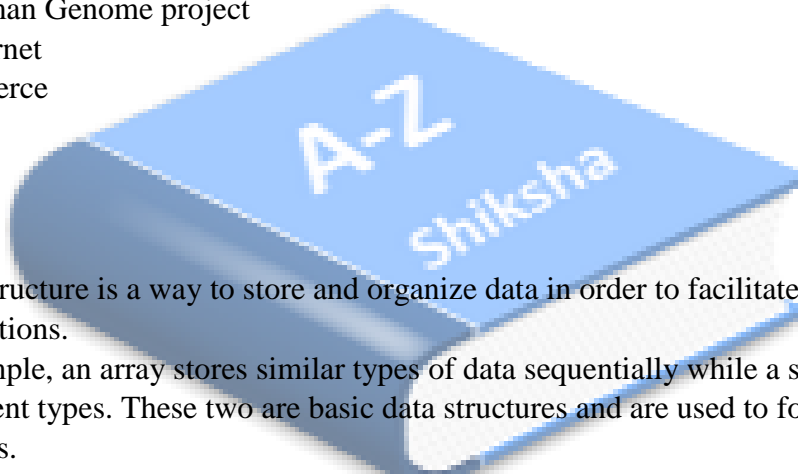 nan Genome project
rnet
erce
A-Z
Shiksha
ructure is a way to store and organize data in order to facilitate
tions.
nple, an array stores similar types of data sequentially while a s
ent types. These two are basic data structures and are used to fo
s.